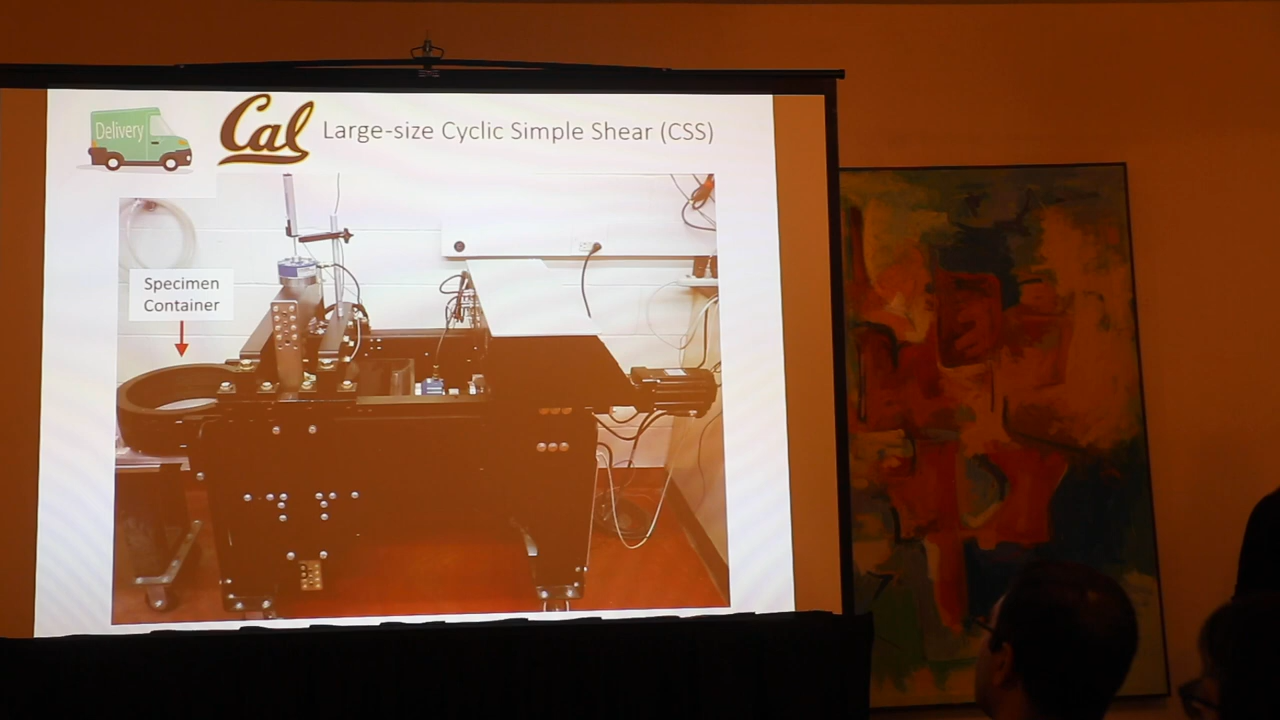 Delivery
Cal
Large-size Cyclic Simple Shear (CSS)
Specimen
Container